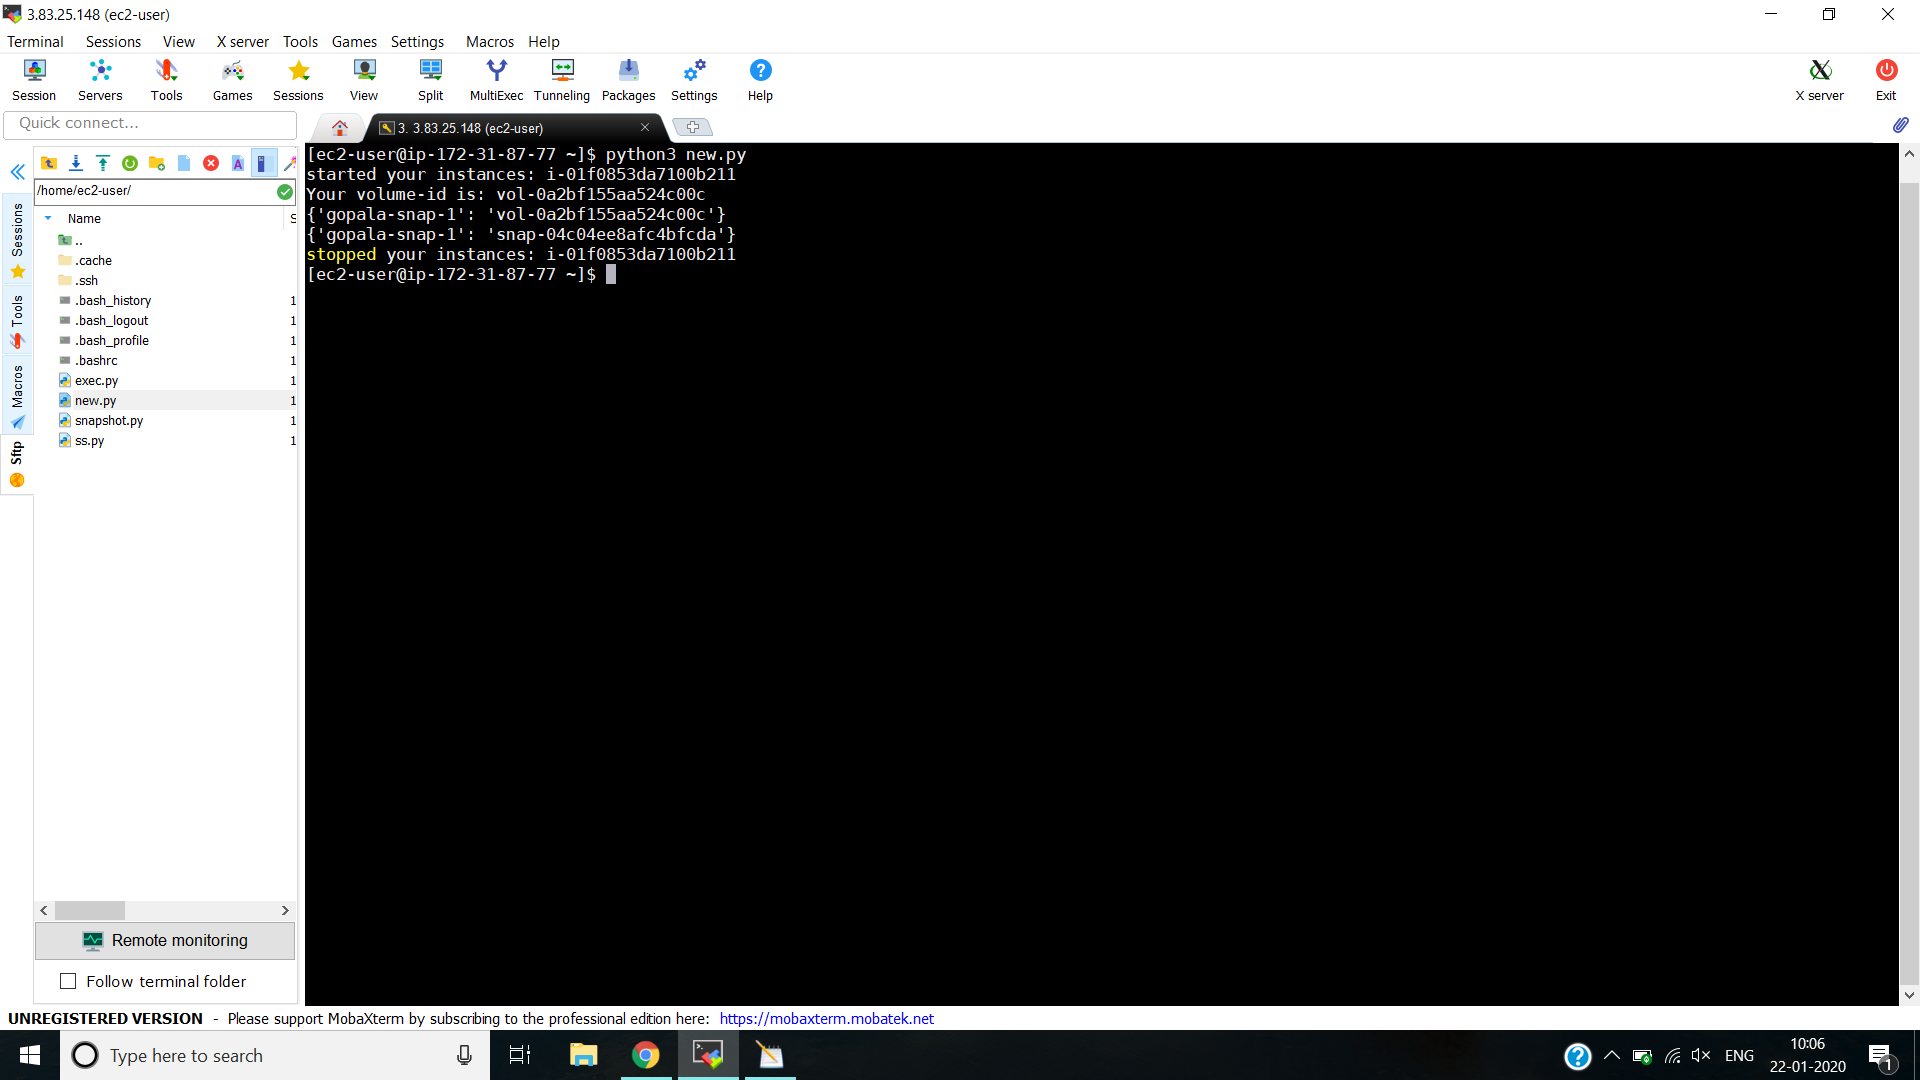 3.83.25.148 (ec2-user)
Terminal Sessions View X server Tools Games Settings Macros Help
Session Servers Tools Games Sessions View Split MultiExec Tunneling Packages Settings Help X server Exit
Quick connect...
3. 3.83.25.148 (ec2-user)
/home/ec2-user/
Name S
..
.cache
.ssh
.bash_history 1
.bash_logout 1
.bash_profile 1
.bashrc 1
exec.py 1
new.py 1
snapshot.py 1
ss.py 1
Sessions
Tools
Macros
Sftp
Remote monitoring
Follow terminal folder
[ec2-user@ip-172-31-87-77 ~]$ python3 new.py
started your instances: i-01f0853da7100b211
Your volume-id is: vol-0a2bf155aa524c00c
{'gopala-snap-1': 'vol-0a2bf155aa524c00c'}
{'gopala-snap-1': 'snap-04c04ee8afc4bfcda'}
stopped your instances: i-01f0853da7100b211
[ec2-user@ip-172-31-87-77 ~]$
UNREGISTERED VERSION - Please support MobaXterm by subscribing to the professional edition here: https://mobaxterm.mobatek.net
Type here to search
ENG
10:06
22-01-2020
1